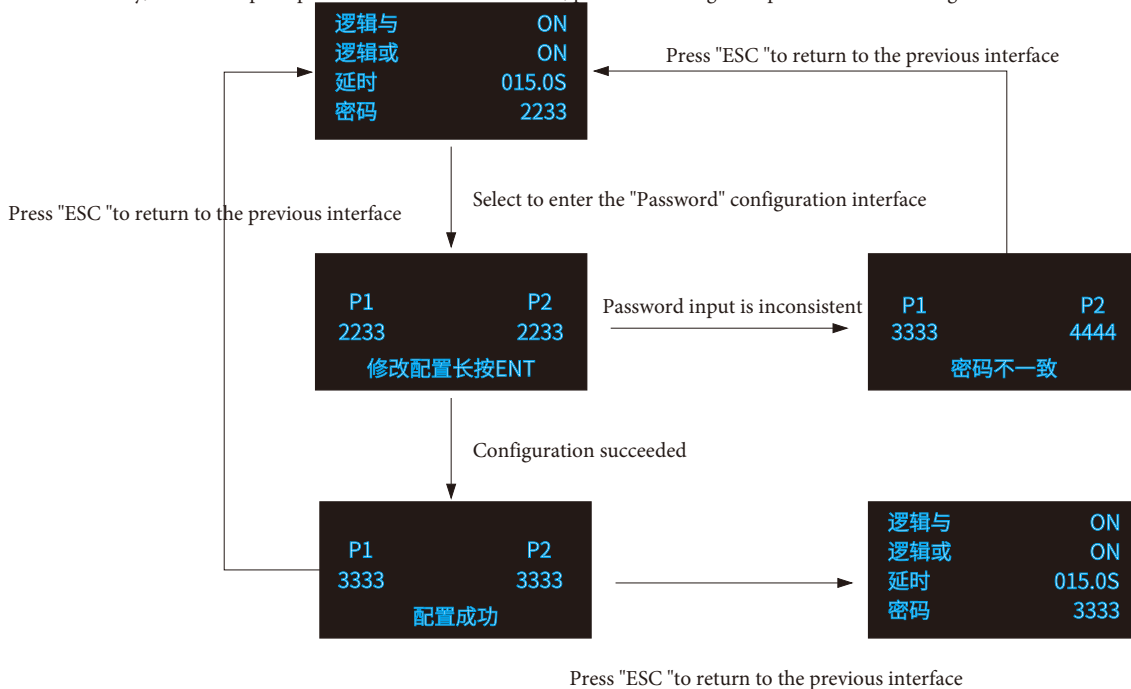 逻辑与 ON
逻辑或 ON
延时 015.0S
密码 2233
Press "ESC "to return to the previous interface
Press "ESC "to return to the previous interface
Select to enter the "Password" configuration interface
P1 P2
2233 2233
修改配置长按ENT
Password input is inconsistent
P1 P2
3333 4444
密码不一致
Configuration succeeded
P1 P2
3333 3333
配置成功
逻辑与 ON
逻辑或 ON
延时 015.0S
密码 3333
Press "ESC "to return to the previous interface